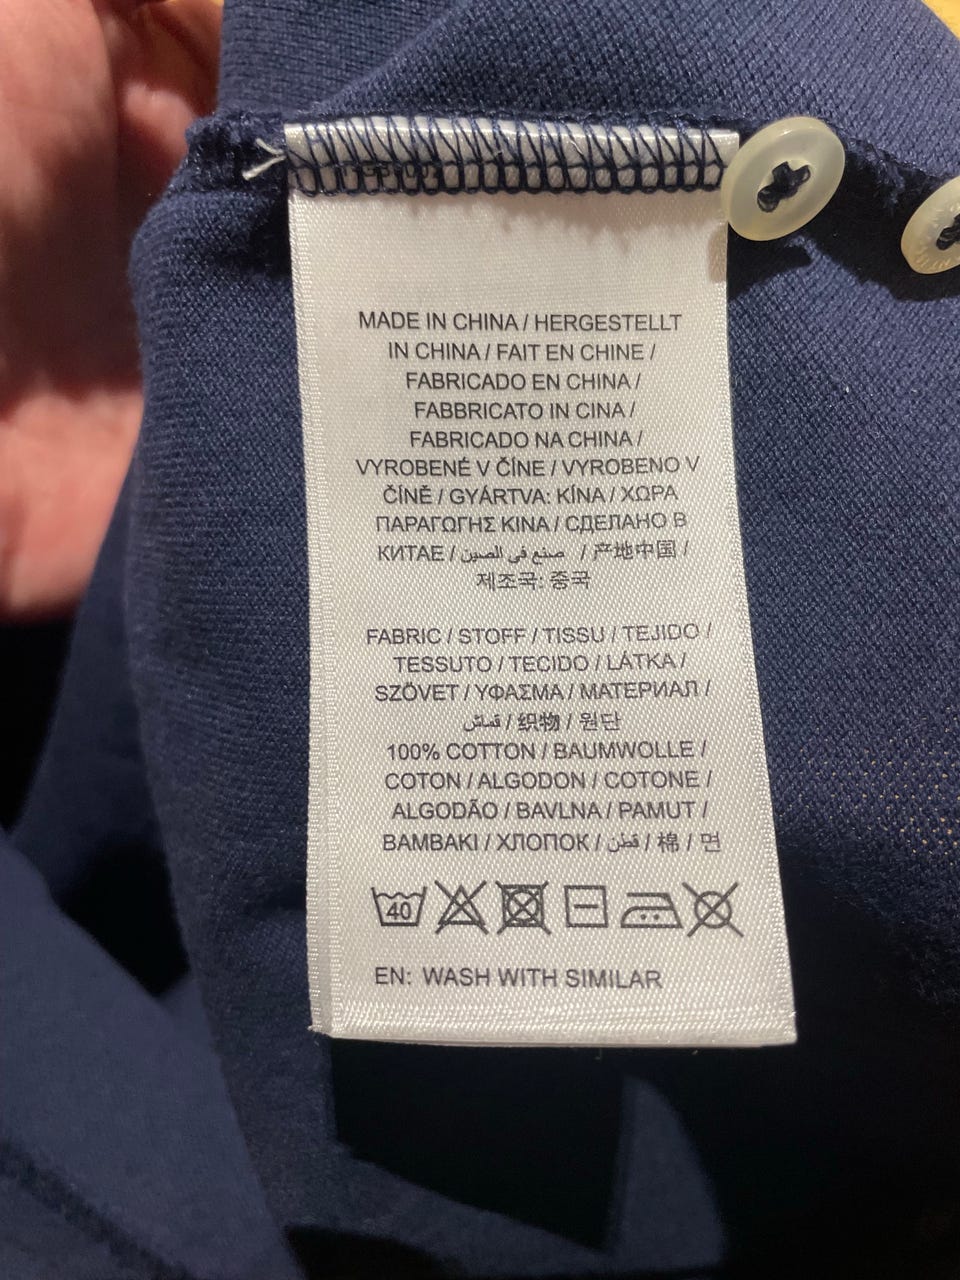 MADE IN CHINA / HERGESTELLT
IN CHINA / FAIT EN CHINE /
FABRICADO EN CHINA /
FABBRICATO IN CINA /
FABRICADO NA CHINA /
VYROBENÉ V ČÍNE / VYROBENO V
ČÍNĚ / GYÁRTVA: KÍNA / ΧΩΡΑ
ΠΑΡΑΓΩΓΗΣ ΚΙΝΑ / СДЕЛАНО В
КИТАЕ / صنع في الصين / 产地中国 /
제조국: 중국
FABRIC / STOFF / TISSU / TEJIDO /
TESSUTO / TECIDO / LÁTKA /
SZÖVET / ΥΦΑΣΜΑ / МАТЕРИАЛ /
قماش / 织物 / 원단
100% COTTON / BAUMWOLLE /
COTON / ALGODON / COTONE /
ALGODÃO / BAVLNA / PAMUT /
ΒΑΜΒΑΚΙ / ХЛОПОК / قطن / 棉 / 면
40
EN: WASH WITH SIMILAR